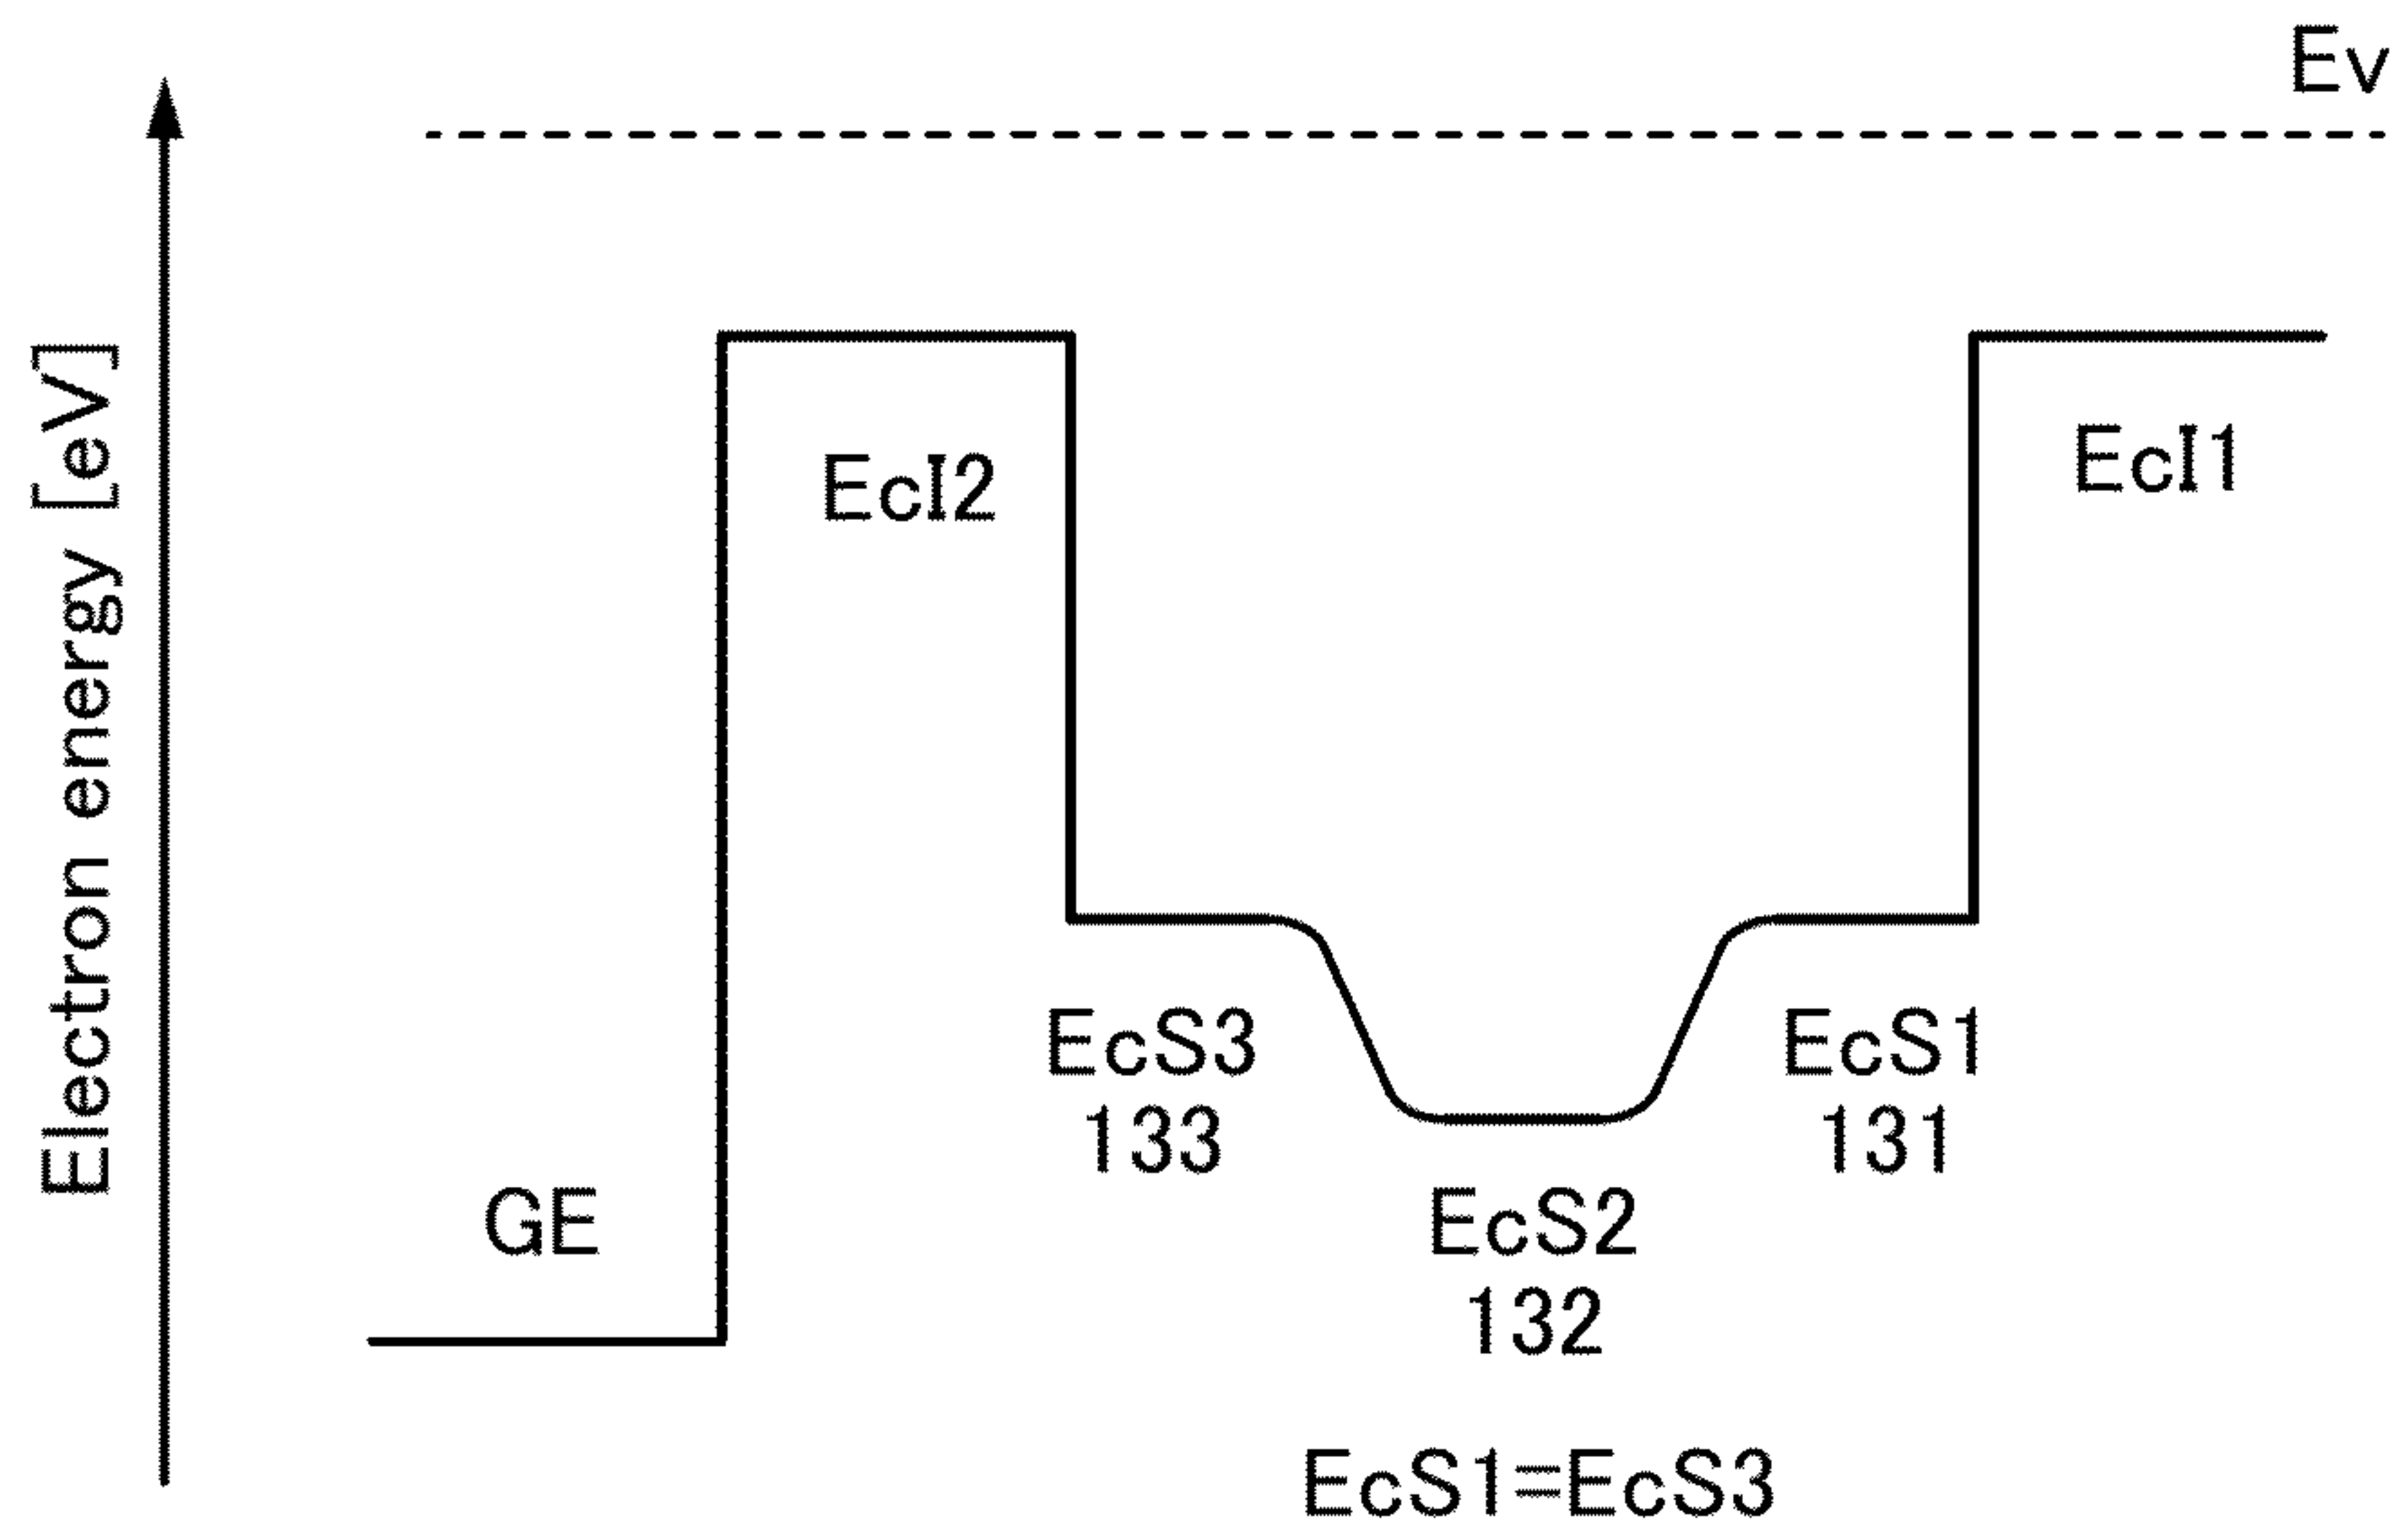 Ev
Electron energy [eV]
EcI2
EcI1
EcS3
133
EcS1
131
GE
EcS2
132
EcS1=EcS3